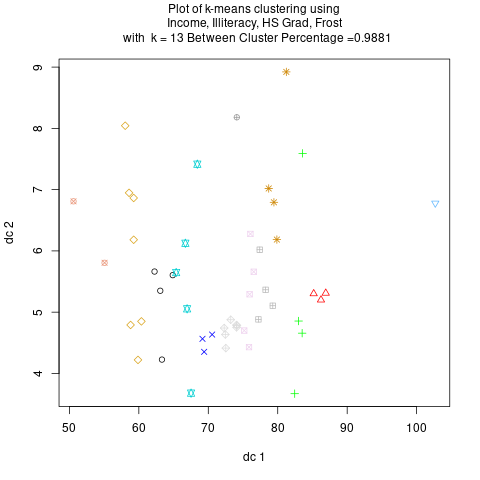 Plot of k-means clustering using
Income, Illiteracy, HS Grad, Frost
with k = 13 Between Cluster Percentage =0.9881
9
8
7
6
5
4
dc 2
50 60 70 80 90 100
dc 1